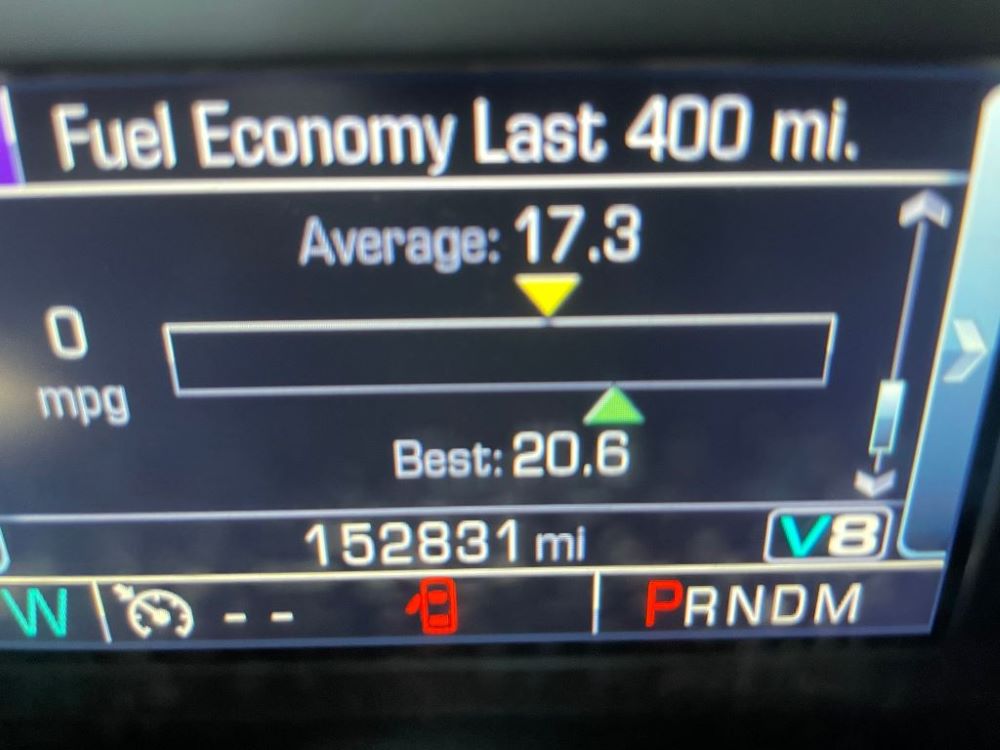 Fuel Economy Last 400 mi.
Average: 17.3
0
mpg
Best: 20.6
152831 mi
V8
W
-- 
PRNDM